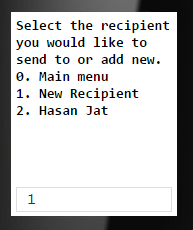 Select the recipient
you would like to
send to or add new.
0. Main menu
1. New Recipient
2. Hasan Jat
1